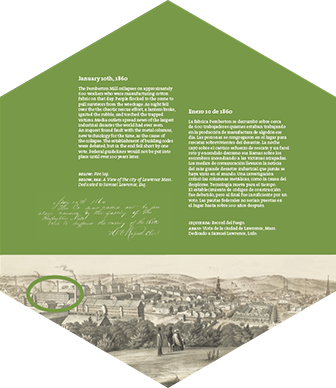 January 10th, 1860
The Pemberton Mill collapses on approximately
600 workers who were manufacturing cotton
fabric on that day. People flocked to the scene to
pull survivors from the wreckage. As night fell
over the chaotic rescue effort, a lantern broke,
ignited the rubble, and torched the trapped
victims. Media outlets spread news of the largest
industrial disaster the world had ever seen.
An inquest found fault with the metal columns,
new technology for the time, as the cause of
the collapse. The establishment of building codes
were debated, but in the end fell short by one
vote. Federal guidelines would not be put into
place until over 100 years later.
BELOW: Fire log.
BELOW, FAR: A View of the city of Lawrence Mass.
Dedicated to Samuel Lawrence, Esq.
Enero 10 de 1860
La fábrica Pemberton se derrumbó sobre cerca
de 600 trabajadores quienes estaban trabajando
en la producción de manufactura de algodón ese
día. Las personas se congregaron en el lugar para
rescatar sobrevivientes del desastre. La noche
cayó sobre el caótico esfuerzo de rescate y un farol
roto y encendido derramó sus llamas sobre los
escombros incendiando a las víctimas atrapadas.
Los medios de comunicación llevaron la noticia
del más grande desastre industrial que jamás se
haya visto en el mundo. Una investigación
criticó las columnas metálicas, como la causa del
desplome. Tecnología nueva para el tiempo.
El establecimiento de códigos de construcción
fue debatido, pero al final fue insuficiente por un
voto. Las pautas federales no serían puestas en
el lugar hasta sobre 100 años después.
IZQUIERDA: Record del Fuego
ABAJO: Vista de la ciudad de Lawrence, Mass.
Dedicado a Samuel Lawrence, Lcdo.